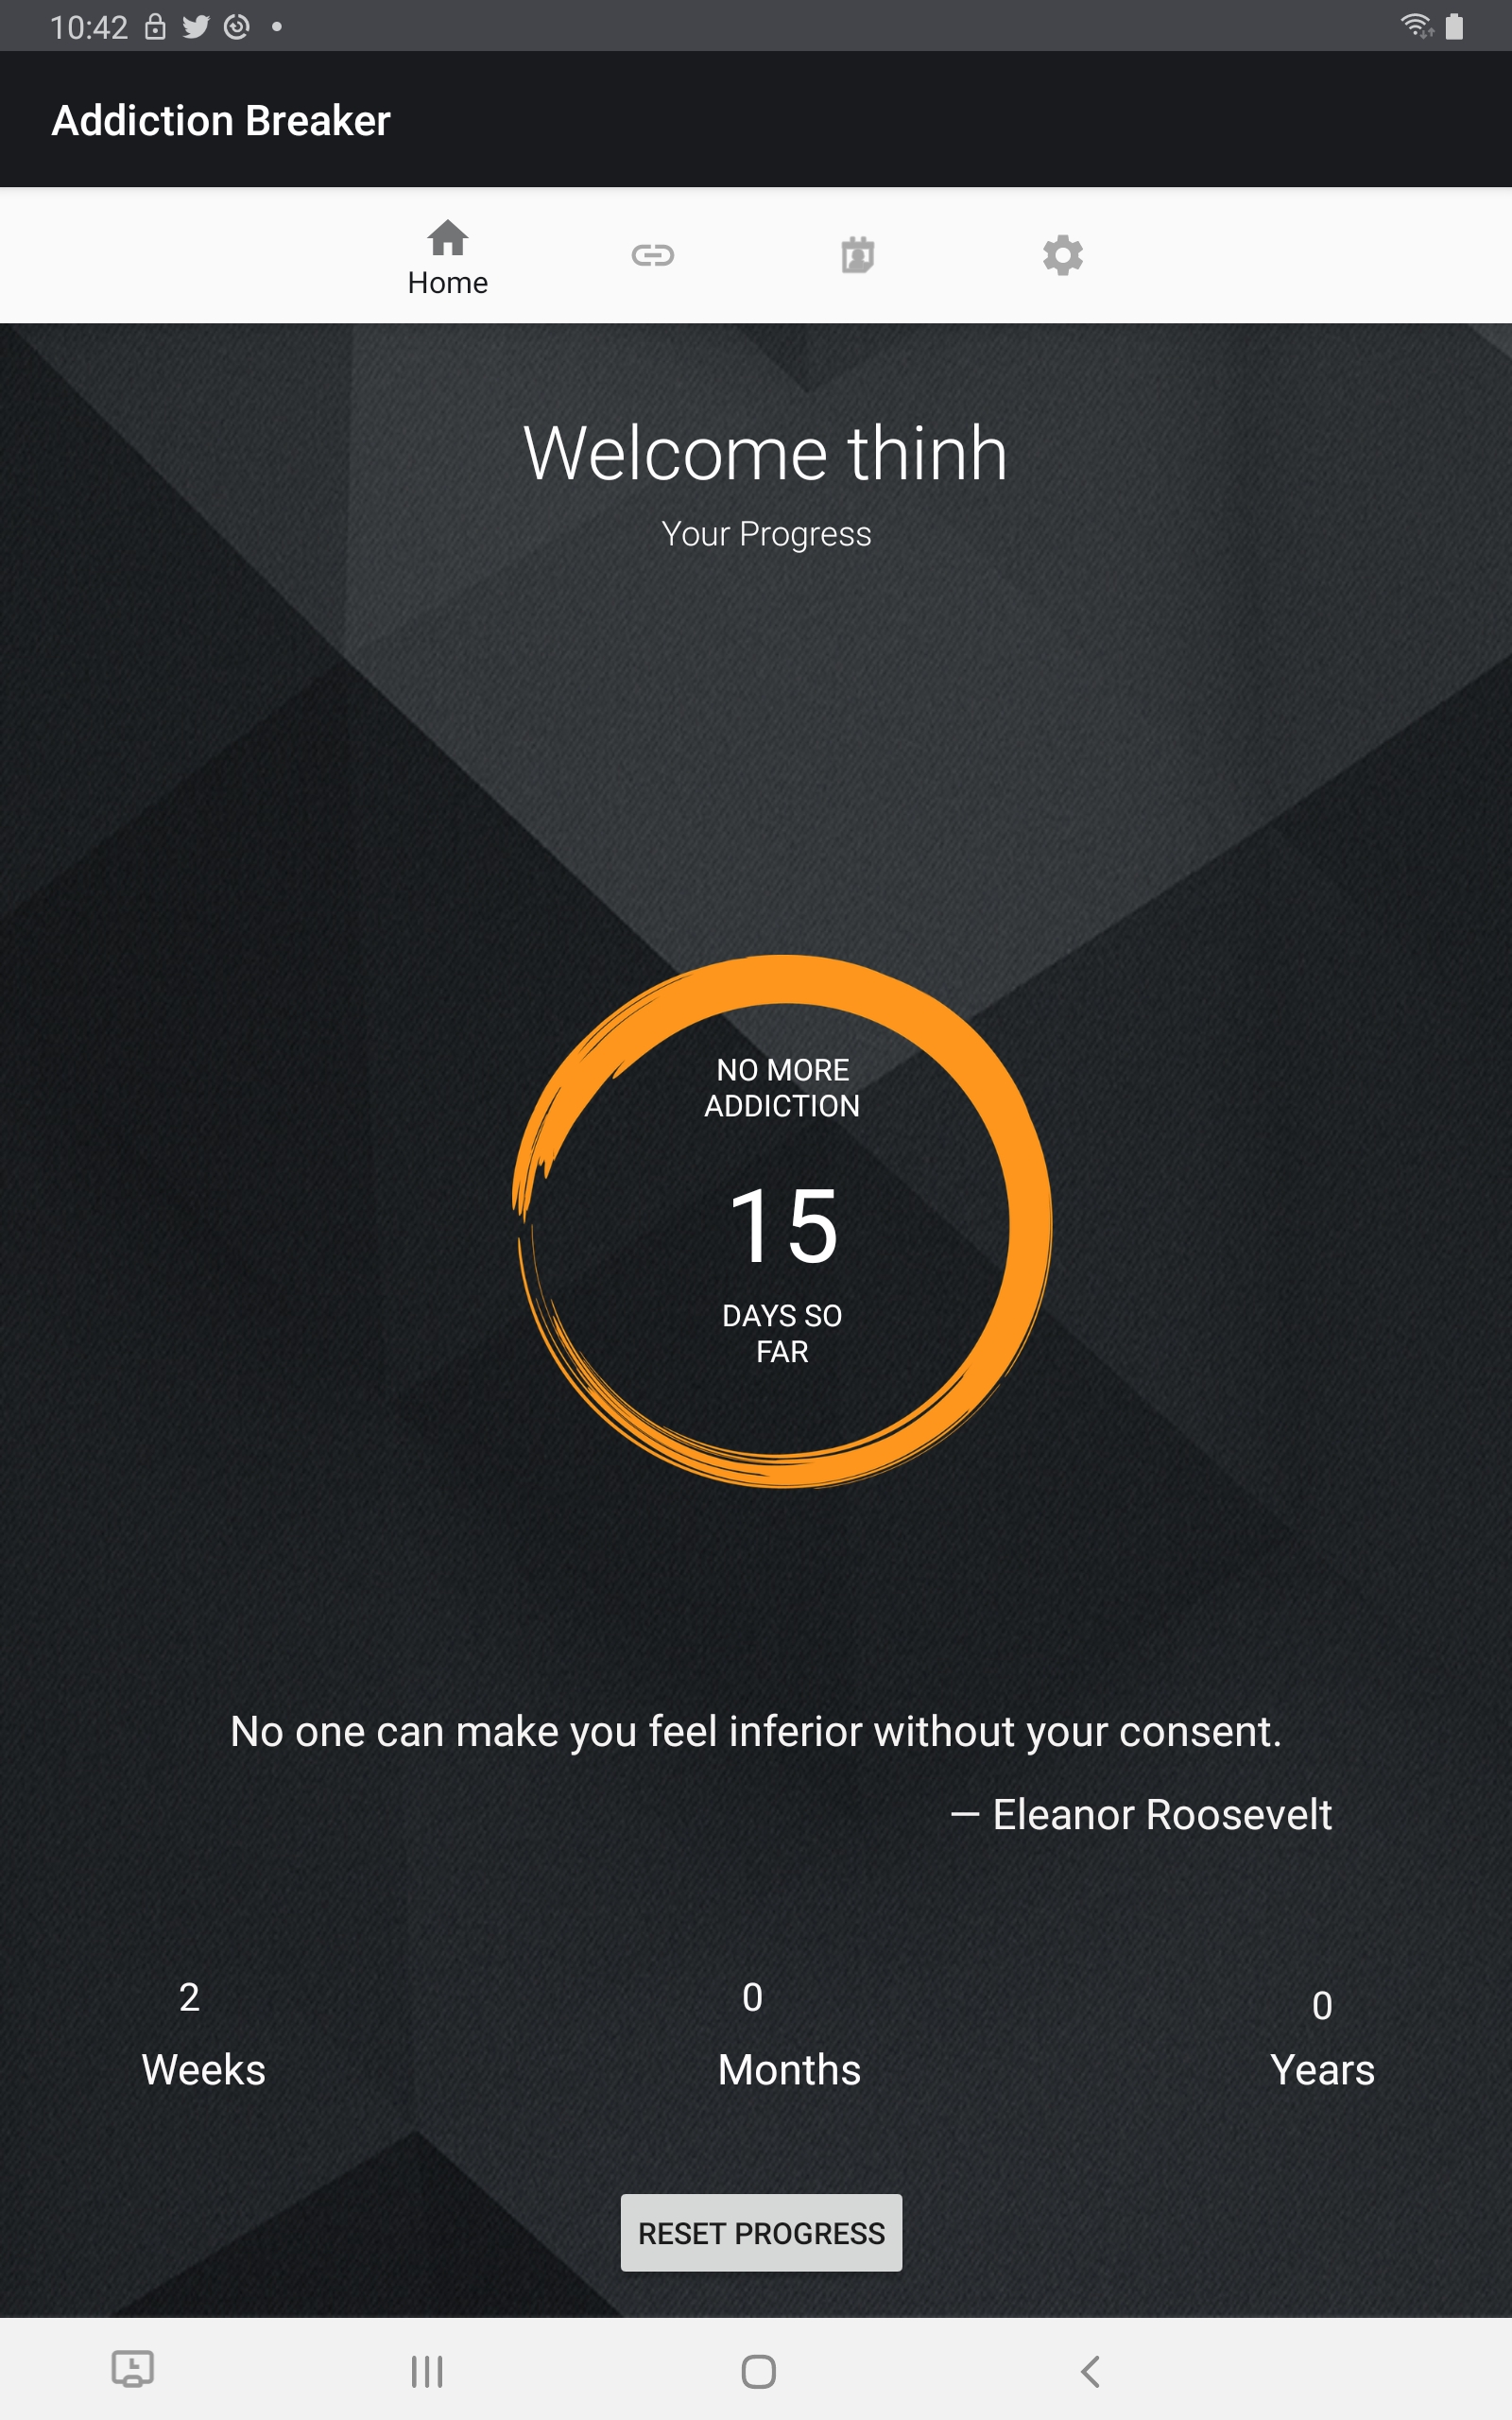 10:42
Addiction Breaker
Home
Welcome thinh
Your Progress
NO MORE
ADDICTION
15
DAYS SO
FAR
No one can make you feel inferior without your consent.
— Eleanor Roosevelt
2 0 0
Weeks Months Years
RESET PROGRESS